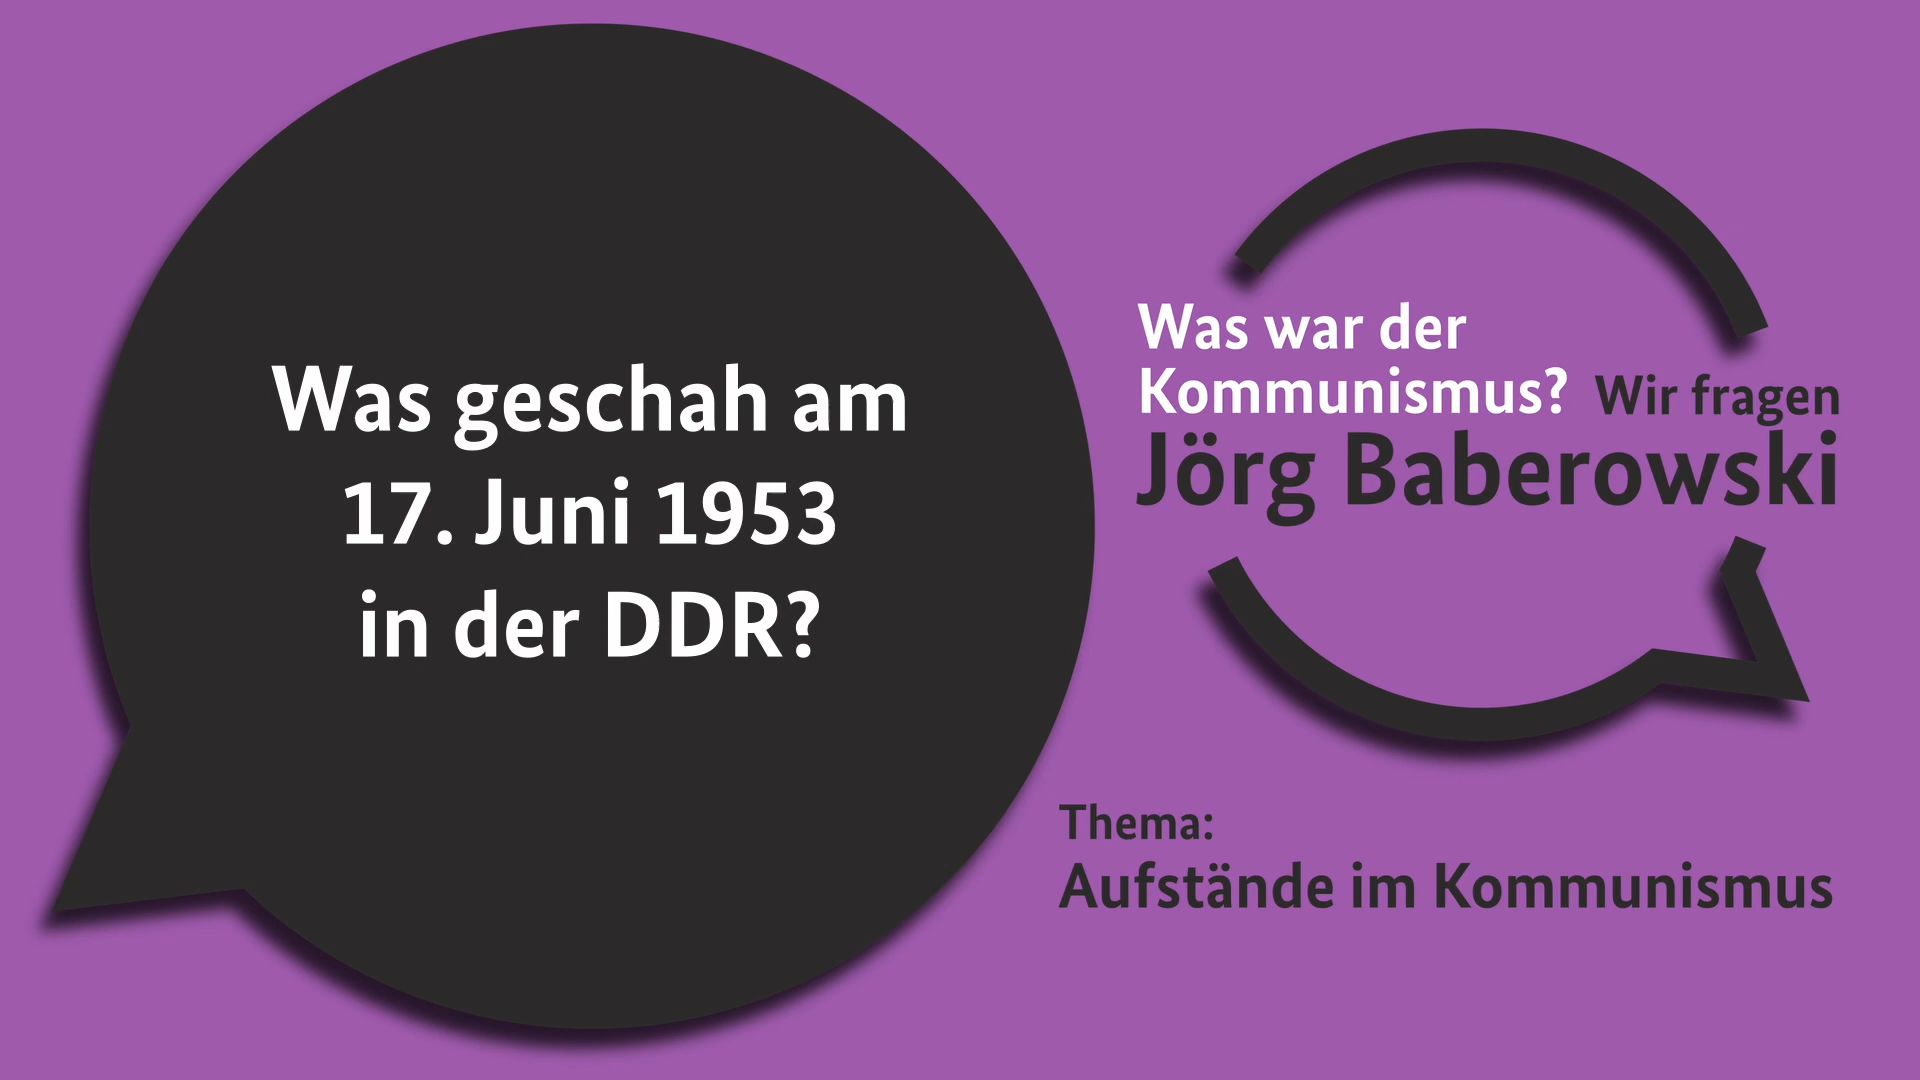 Was geschah am
17. Juni 1953
in der DDR?
Was war der
Kommunismus? Wir fragen
Jörg Baberowski
Thema:
Aufstände im Kommunismus